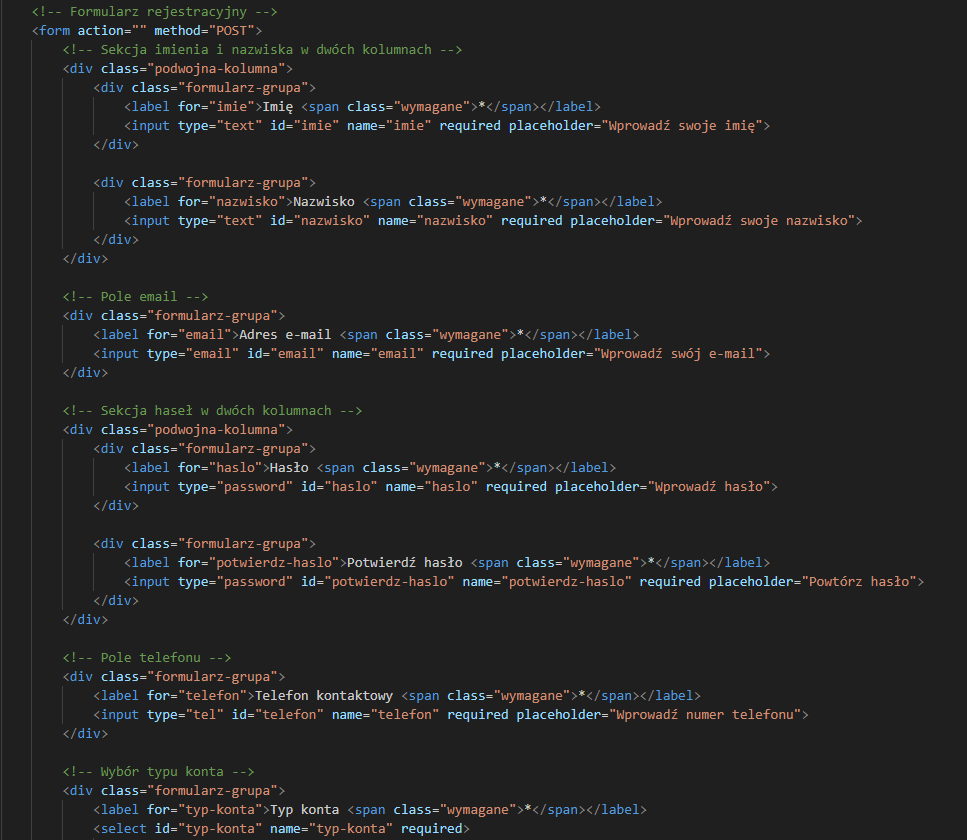 <!-- Formularz rejestracyjny -->
<form action="" method="POST">
<!-- Sekcja imienia i nazwiska w dwóch kolumnach -->
<div class="podwojna-kolumna">
<div class="formularz-grupa">
<label for="imie">Imię <span class="wymagane">*</span></label>
<input type="text" id="imie" name="imie" required placeholder="Wprowadź swoje imię">
</div>
<div class="formularz-grupa">
<label for="nazwisko">Nazwisko <span class="wymagane">*</span></label>
<input type="text" id="nazwisko" name="nazwisko" required placeholder="Wprowadź swoje nazwisko">
</div>
</div>
<!-- Pole email -->
<div class="formularz-grupa">
<label for="email">Adres e-mail <span class="wymagane">*</span></label>
<input type="email" id="email" name="email" required placeholder="Wprowadź swój e-mail">
</div>
<!-- Sekcja haseł w dwóch kolumnach -->
<div class="podwojna-kolumna">
<div class="formularz-grupa">
<label for="haslo">Hasło <span class="wymagane">*</span></label>
<input type="password" id="haslo" name="haslo" required placeholder="Wprowadź hasło">
</div>
<div class="formularz-grupa">
<label for="potwierdz-haslo">Potwierdź hasło <span class="wymagane">*</span></label>
<input type="password" id="potwierdz-haslo" name="potwierdz-haslo" required placeholder="Powtórz hasło">
</div>
</div>
<!-- Pole telefonu -->
<div class="formularz-grupa">
<label for="telefon">Telefon kontaktowy <span class="wymagane">*</span></label>
<input type="tel" id="telefon" name="telefon" required placeholder="Wprowadź numer telefonu">
</div>
<!-- Wybór typu konta -->
<div class="formularz-grupa">
<label for="typ-konta">Typ konta <span class="wymagane">*</span></label>
<select id="typ-konta" name="typ-konta" required>